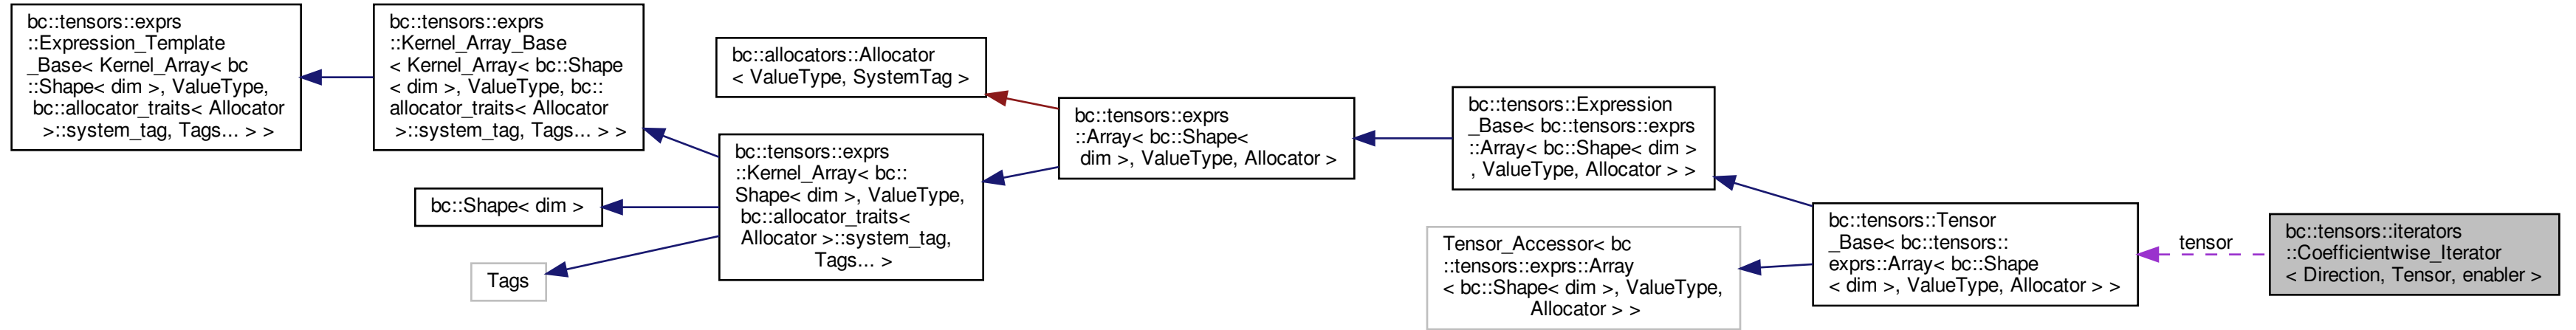 bc::tensors::exprs
::Expression_Template
_Base< Kernel_Array< bc
::Shape< dim >, ValueType,
bc::allocator_traits< Allocator
>::system_tag, Tags... > >
bc::tensors::exprs
::Kernel_Array_Base
< Kernel_Array< bc::Shape
< dim >, ValueType, bc::
allocator_traits< Allocator
>::system_tag, Tags... > >
bc::allocators::Allocator
< ValueType, SystemTag >
bc::Shape< dim >
Tags
bc::tensors::exprs
::Kernel_Array< bc::
Shape< dim >, ValueType,
bc::allocator_traits<
Allocator >::system_tag,
Tags... >
bc::tensors::exprs
::Array< bc::Shape<
dim >, ValueType, Allocator >
bc::tensors::Expression
_Base< bc::tensors::exprs
::Array< bc::Shape< dim >
, ValueType, Allocator > >
Tensor_Accessor< bc
::tensors::exprs::Array
< bc::Shape< dim >, ValueType,
Allocator > >
bc::tensors::Tensor
_Base< bc::tensors::
exprs::Array< bc::Shape
< dim >, ValueType, Allocator > >
tensor
bc::tensors::iterators
::Coefficientwise_Iterator
< Direction, Tensor, enabler >